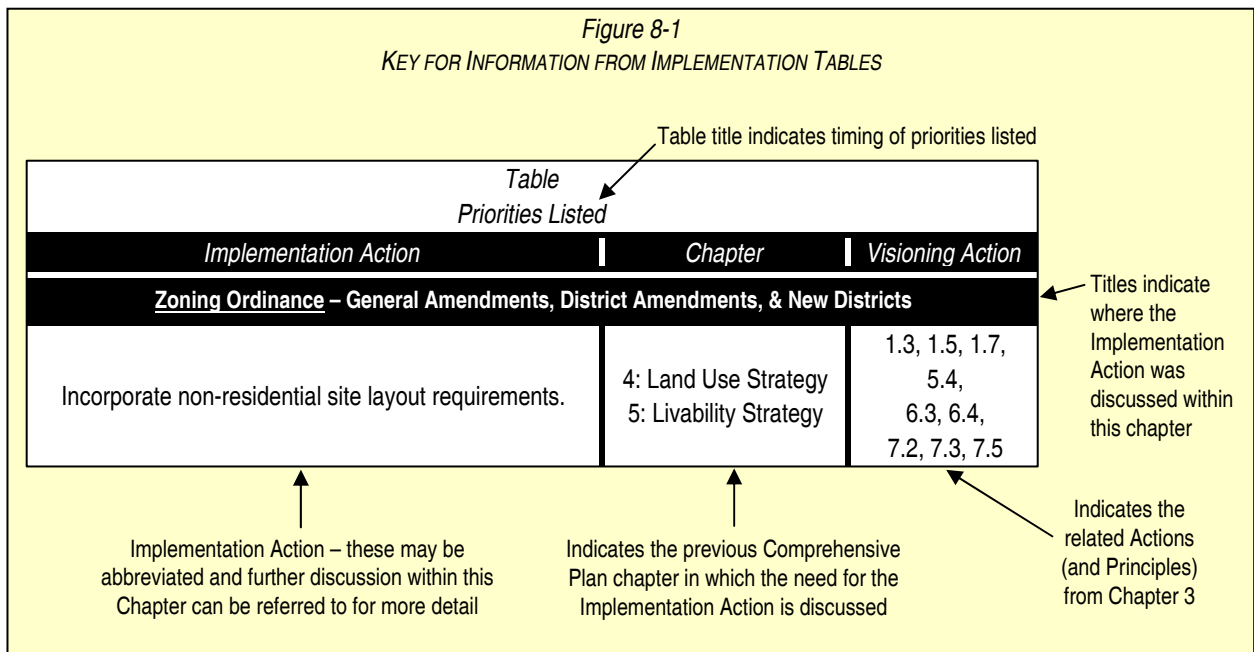 Figure 8-1
KEY FOR INFORMATION FROM IMPLEMENTATION TABLES
Table title indicates timing of priorities listed
Table
Priorities Listed
Implementation Action Chapter Visioning Action
Zoning Ordinance – General Amendments, District Amendments, & New Districts
Incorporate non-residential site layout requirements.
4: Land Use Strategy
5: Livability Strategy
1.3, 1.5, 1.7,
5.4,
6.3, 6.4,
7.2, 7.3, 7.5
Titles indicate
where the
Implementation
Action was
discussed within
this chapter
Implementation Action – these may be
abbreviated and further discussion within this
Chapter can be referred to for more detail
Indicates the previous Comprehensive
Plan chapter in which the need for the
Implementation Action is discussed
Indicates the
related Actions
(and Principles)
from Chapter 3